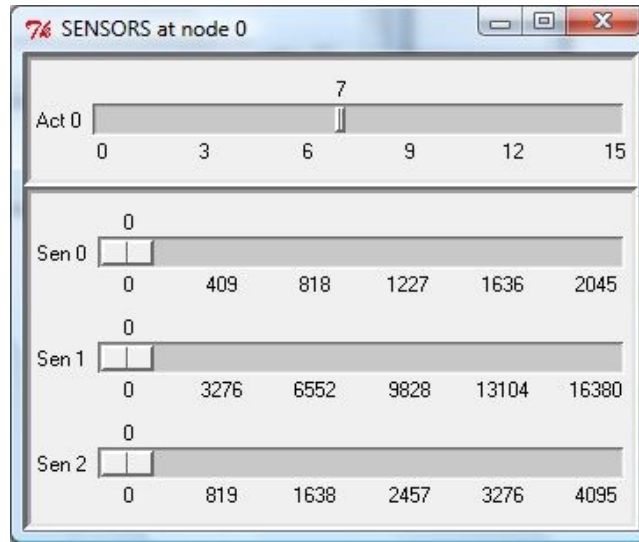 SENSORS at node 0
7
Act 0
0 3 6 9 12 15
0
Sen 0
0 409 818 1227 1636 2045
0
Sen 1
0 3276 6552 9828 13104 16380
0
Sen 2
0 819 1638 2457 3276 4095